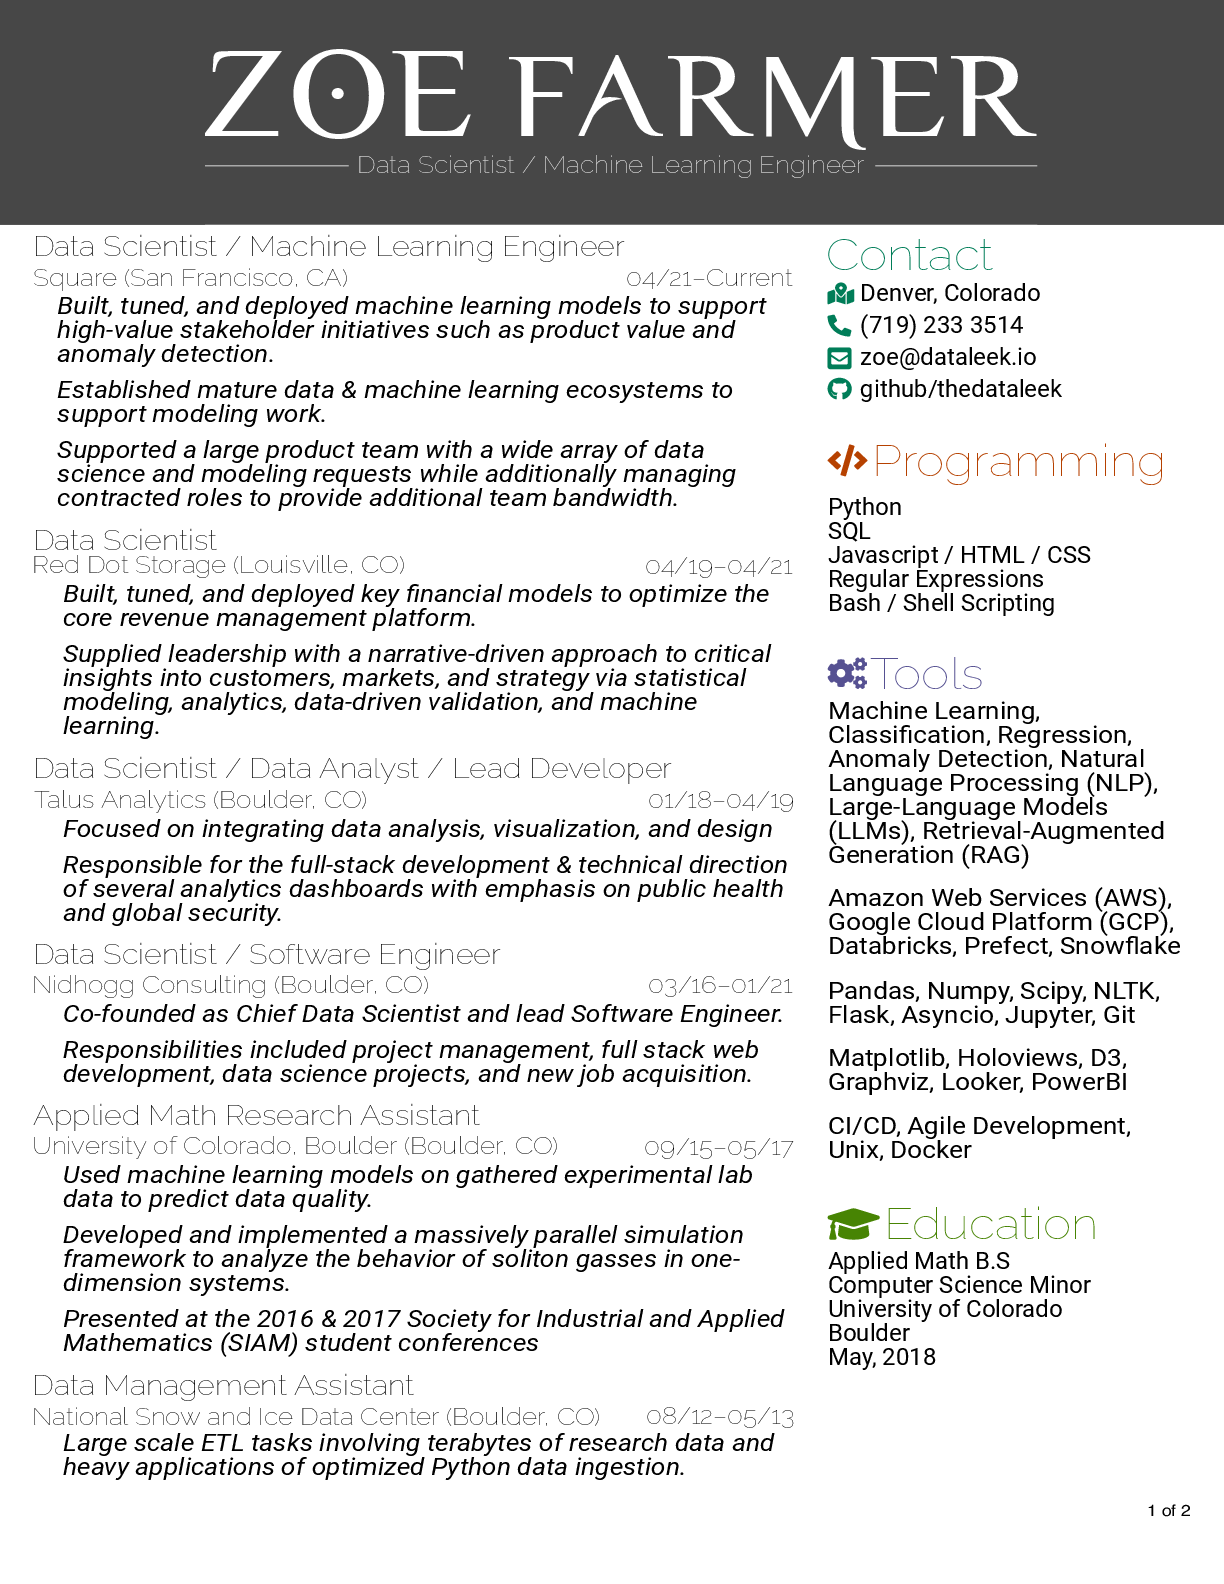 ZOE FARMER
Data Scientist / Machine Learning Engineer
Data Scientist / Machine Learning Engineer
Square (San Francisco, CA) 04/21–Current
Built, tuned, and deployed machine learning models to support
high-value stakeholder initiatives such as product value and
anomaly detection.
Established mature data & machine learning ecosystems to
support modeling work.
Supported a large product team with a wide array of data
science and modeling requests while additionally managing
contracted roles to provide additional team bandwidth.
Data Scientist
Red Dot Storage (Louisville, CO) 04/19–04/21
Built, tuned, and deployed key financial models to optimize the
core revenue management platform.
Supplied leadership with a narrative-driven approach to critical
insights into customers, markets, and strategy via statistical
modeling, analytics, data-driven validation, and machine
learning.
Data Scientist / Data Analyst / Lead Developer
Talus Analytics (Boulder, CO) 01/18–04/19
Focused on integrating data analysis, visualization, and design
Responsible for the full-stack development & technical direction
of several analytics dashboards with emphasis on public health
and global security.
Data Scientist / Software Engineer
Nidhogg Consulting (Boulder, CO) 03/16–01/21
Co-founded as Chief Data Scientist and lead Software Engineer.
Responsibilities included project management, full stack web
development, data science projects, and new job acquisition.
Applied Math Research Assistant
University of Colorado, Boulder (Boulder, CO) 09/15–05/17
Used machine learning models on gathered experimental lab
data to predict data quality.
Developed and implemented a massively parallel simulation
framework to analyze the behavior of soliton gasses in one-
dimension systems.
Presented at the 2016 & 2017 Society for Industrial and Applied
Mathematics (SIAM) student conferences
Data Management Assistant
National Snow and Ice Data Center (Boulder, CO) 08/12–05/13
Large scale ETL tasks involving terabytes of research data and
heavy applications of optimized Python data ingestion.
Contact
Denver, Colorado
(719) 233 3514
zoe@dataleek.io
github/thedataleek
Programming
Python
SQL
Javascript / HTML / CSS
Regular Expressions
Bash / Shell Scripting
Tools
Machine Learning,
Classification, Regression,
Anomaly Detection, Natural
Language Processing (NLP),
Large-Language Models
(LLMs), Retrieval-Augmented
Generation (RAG)
Amazon Web Services (AWS),
Google Cloud Platform (GCP),
Databricks, Prefect, Snowflake
Pandas, Numpy, Scipy, NLTK,
Flask, Asyncio, Jupyter, Git
Matplotlib, Holoviews, D3,
Graphviz, Looker, PowerBI
CI/CD, Agile Development,
Unix, Docker
Education
Applied Math B.S
Computer Science Minor
University of Colorado
Boulder
May, 2018
1 of 2